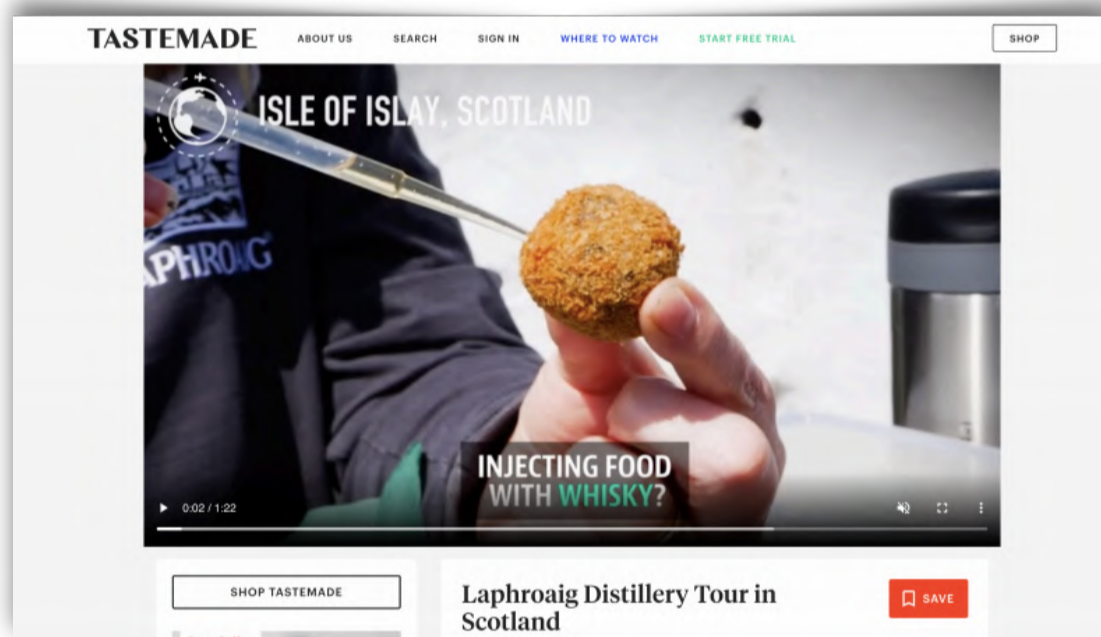 TASTEMADE
ABOUT US
SEARCH
SIGN IN
WHERE TO WATCH
START FREE TRIAL
SHOP
ISLE OF ISLAY, SCOTLAND
APHROAIG
INJECTING FOOD
WITH WHISKY?
0:02 / 1:22
SHOP TASTEMADE
Laphroaig Distillery Tour in
Scotland
SAVE